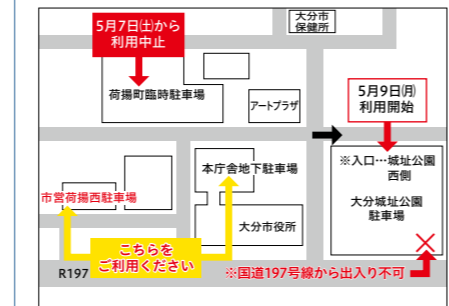 5月7日㈯から
利用中止
大分市
保健所
荷揚町臨時駐車場
アートプラザ
5月9日㈪
利用開始
※入口…城址公園
西側
大分城址公園
駐車場
本庁舎地下駐車場
市営荷揚西駐車場
大分市役所
こちらを
ご利用ください
R197
※国道197号線から出入り不可